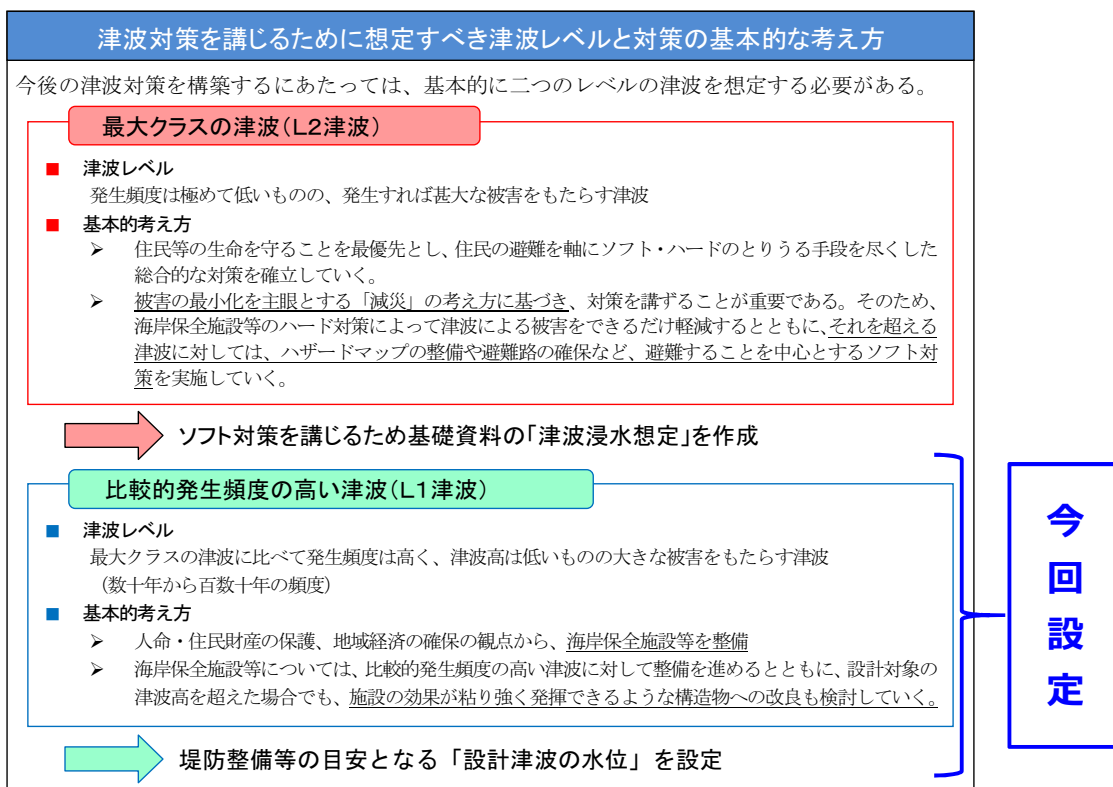 津波対策を講じるために想定すべき津波レベルと対策の基本的な考え方
今後の津波対策を構築するにあたっては、基本的に二つのレベルの津波を想定する必要がある。
最大クラスの津波(L2津波)
■ 津波レベル
発生頻度は極めて低いものの、発生すれば甚大な被害をもたらす津波
■ 基本的考え方
➢ 住民等の生命を守ることを最優先とし、住民の避難を軸にソフト・ハードのとりうる手段を尽くした
総合的な対策を確立していく。
➢ 被害の最小化を主眼とする「減災」の考え方に基づき、対策を講ずることが重要である。そのため、
海岸保全施設等のハード対策によって津波による被害をできるだけ軽減するとともに、それを超える
津波に対しては、ハザードマップの整備や避難路の確保など、避難することを中心とするソフト対
策を実施していく。
ソフト対策を講じるため基礎資料の「津波浸水想定」を作成
比較的発生頻度の高い津波(L1津波)
■ 津波レベル
最大クラスの津波に比べて発生頻度は高く、津波高は低いものの大きな被害をもたらす津波
(数十年から百数十年の頻度)
■ 基本的考え方
➢ 人命・住民財産の保護、地域経済の確保の観点から、海岸保全施設等を整備
➢ 海岸保全施設等については、比較的発生頻度の高い津波に対して整備を進めるとともに、設計対象の
津波高を超えた場合でも、施設の効果が粘り強く発揮できるような構造物への改良も検討していく。
堤防整備等の目安となる「設計津波の水位」を設定
今回設定